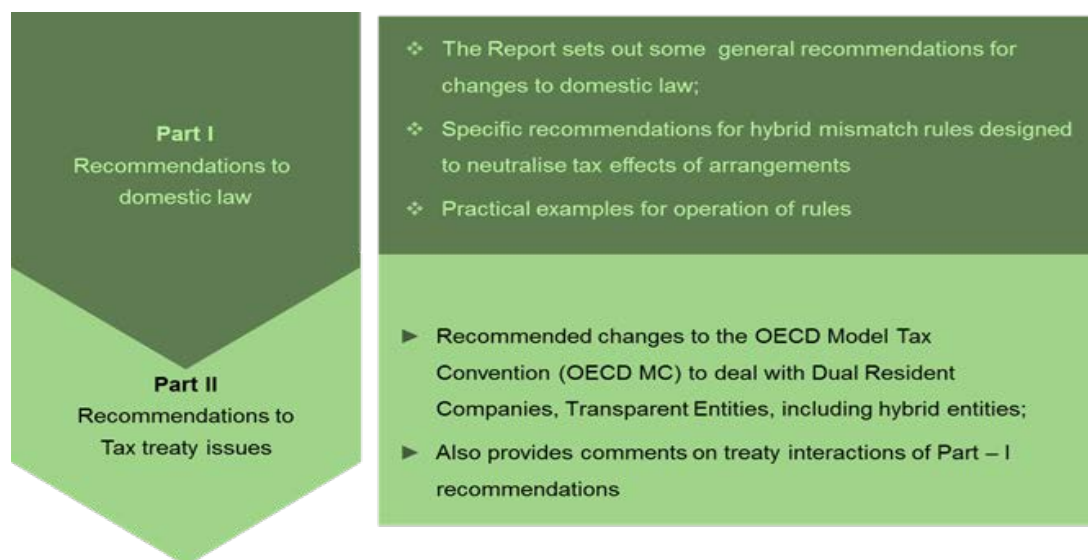 Part I
Recommendations to
domestic law
❖ The Report sets out some general recommendations for
changes to domestic law;
❖ Specific recommendations for hybrid mismatch rules designed
to neutralise tax effects of arrangements
❖ Practical examples for operation of rules
Part II
Recommendations to
Tax treaty issues
► Recommended changes to the OECD Model Tax
Convention (OECD MC) to deal with Dual Resident
Companies, Transparent Entities, including hybrid entities;
► Also provides comments on treaty interactions of Part – I
recommendations